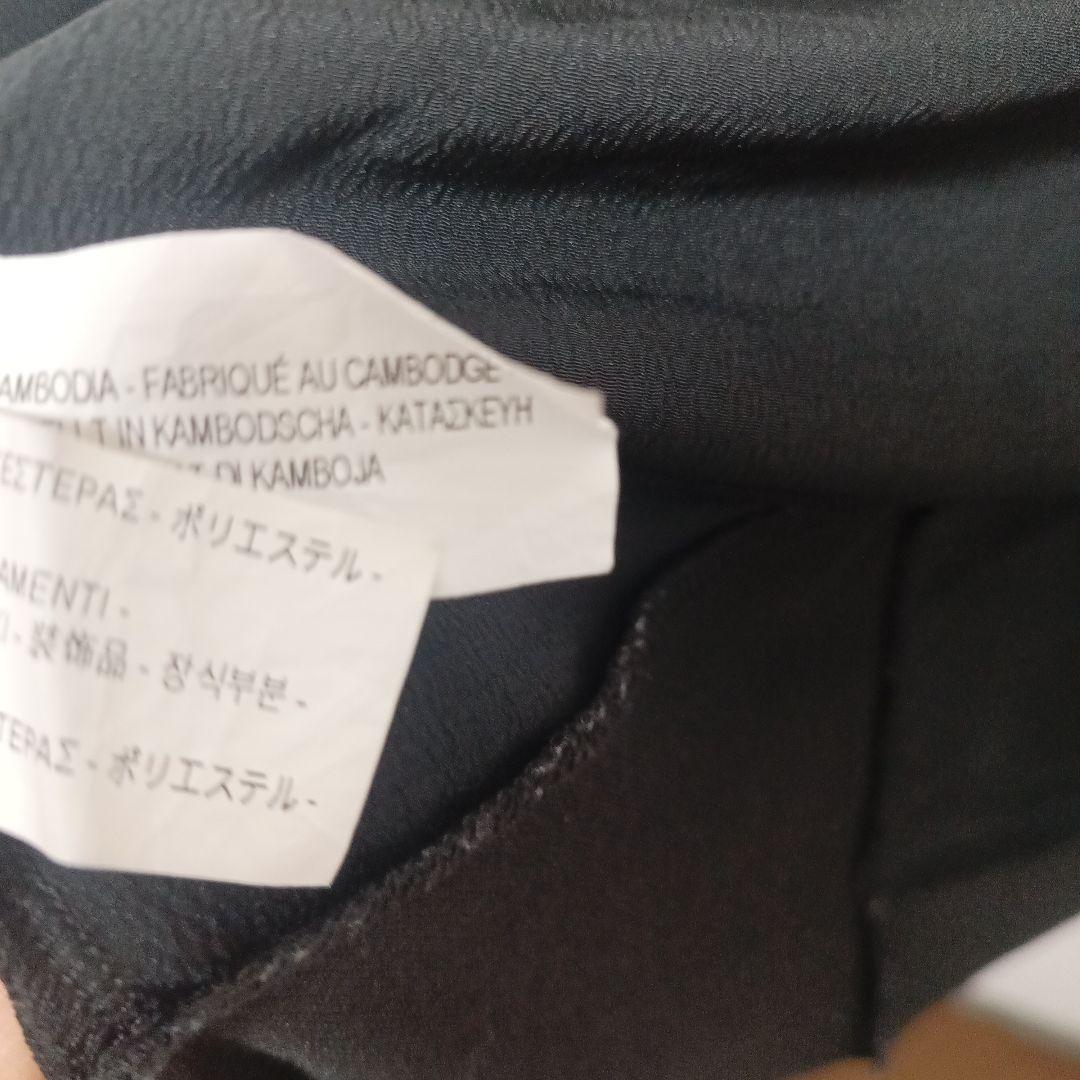 AMBODIA - FABRIQUÉ AU CAMBODGE
IN KAMBODSCHA - ΚΑΤΑΣΚΕΥΗ
DI KAMBOJA
ΕΣΤΕΡΑΣ - ポリエステル -
AMENTI -
- 装飾品 - 장식부분 -
ΤΕΡΑΣ - ポリエステル -